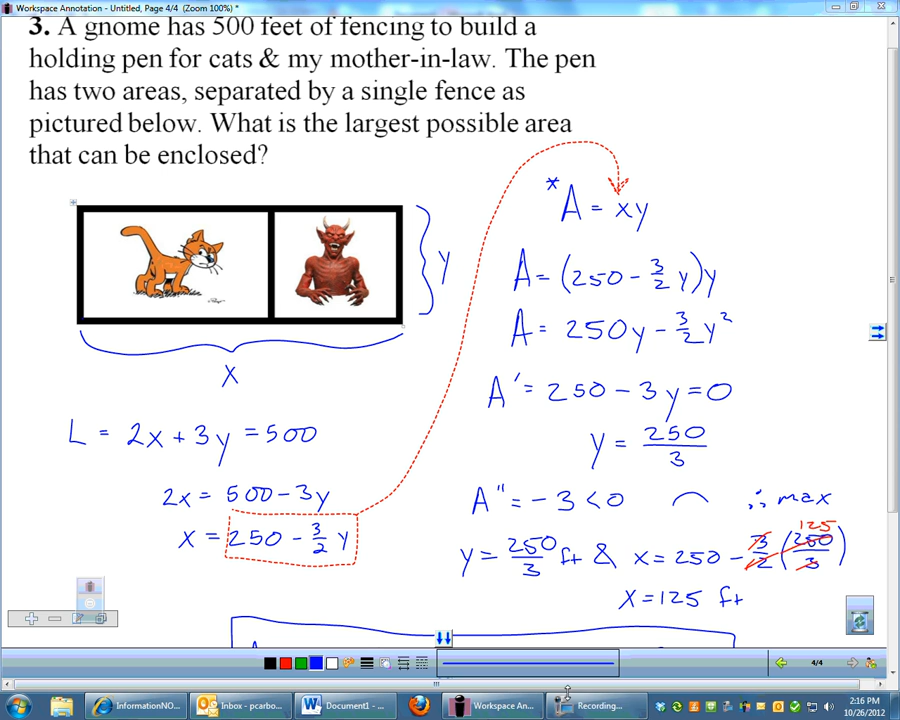 Workspace Annotation - Untitled, Page 4/4 (Zoom 100%) *
3. A gnome has 500 feet of fencing to build a
holding pen for cats & my mother-in-law. The pen
has two areas, separated by a single fence as
pictured below. What is the largest possible area
that can be enclosed?
y
x
L = 2x + 3y = 500
2x = 500 - 3y
x = 250 - 3/2 y
* A = xy
A = (250 - 3/2 y)y
A = 250y - 3/2 y²
A' = 250 - 3y = 0
y = 250/3
A" = -3 < 0 ∴ max
y = 250/3 ft & x = 250 - 3/2 (250/3)
125
x = 125 ft
4/4
InformationNO...
Inbox - pcarbo...
Document1 - ...
Workspace An...
Recording...
2:16 PM
10/26/2012